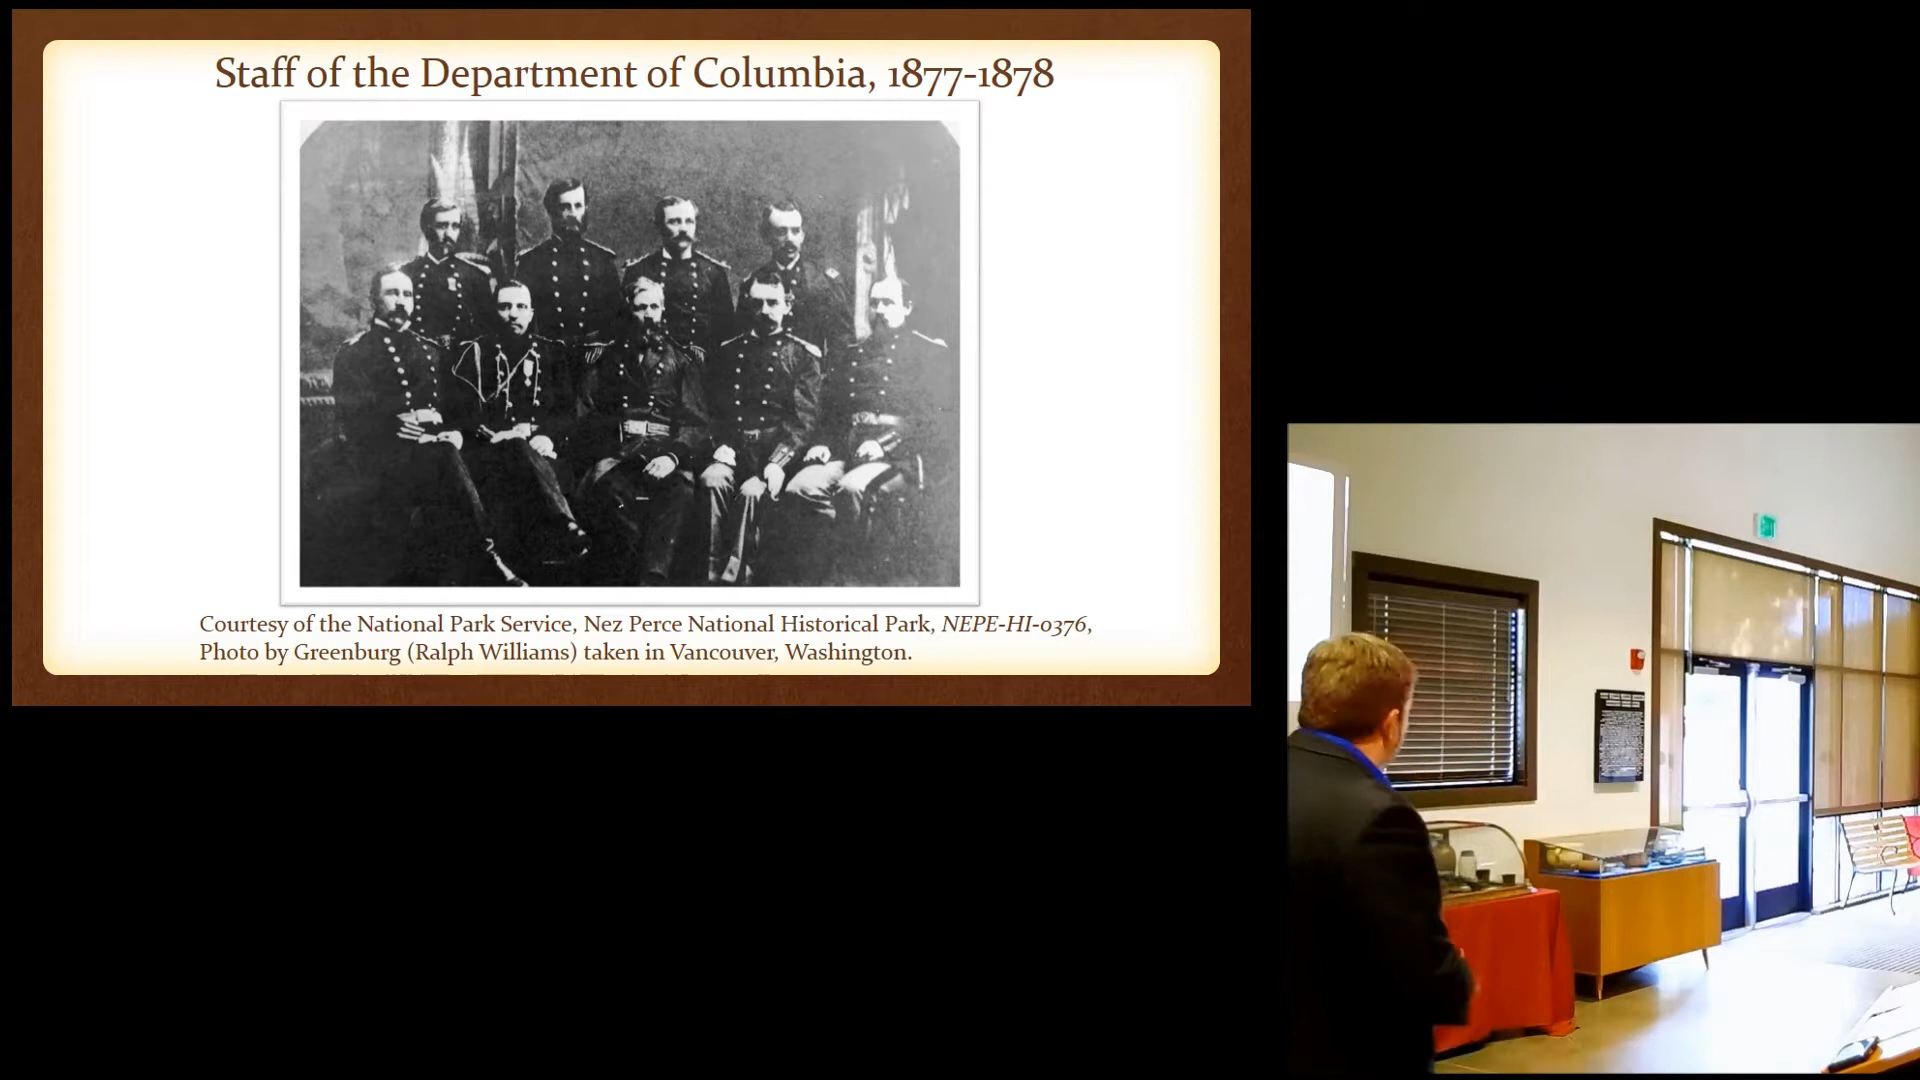 Staff of the Department of Columbia, 1877-1878
Courtesy of the National Park Service, Nez Perce National Historical Park, NEPE-HI-0376,
Photo by Greenburg (Ralph Williams) taken in Vancouver, Washington.